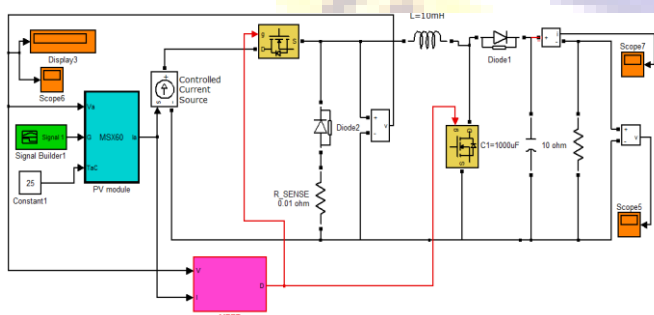 L=10mH
Display3
Scope6
Controlled
Current
Source
g
D
S
Diode1
Scope7
Va
Signal 1
G
MSX60
Ia
Signal Builder1
TaC
PV module
25
Constant1
Diode2
v
C1=1000uF
10 ohm
v
R_SENSE
0.01 ohm
Scope5
V
I
D